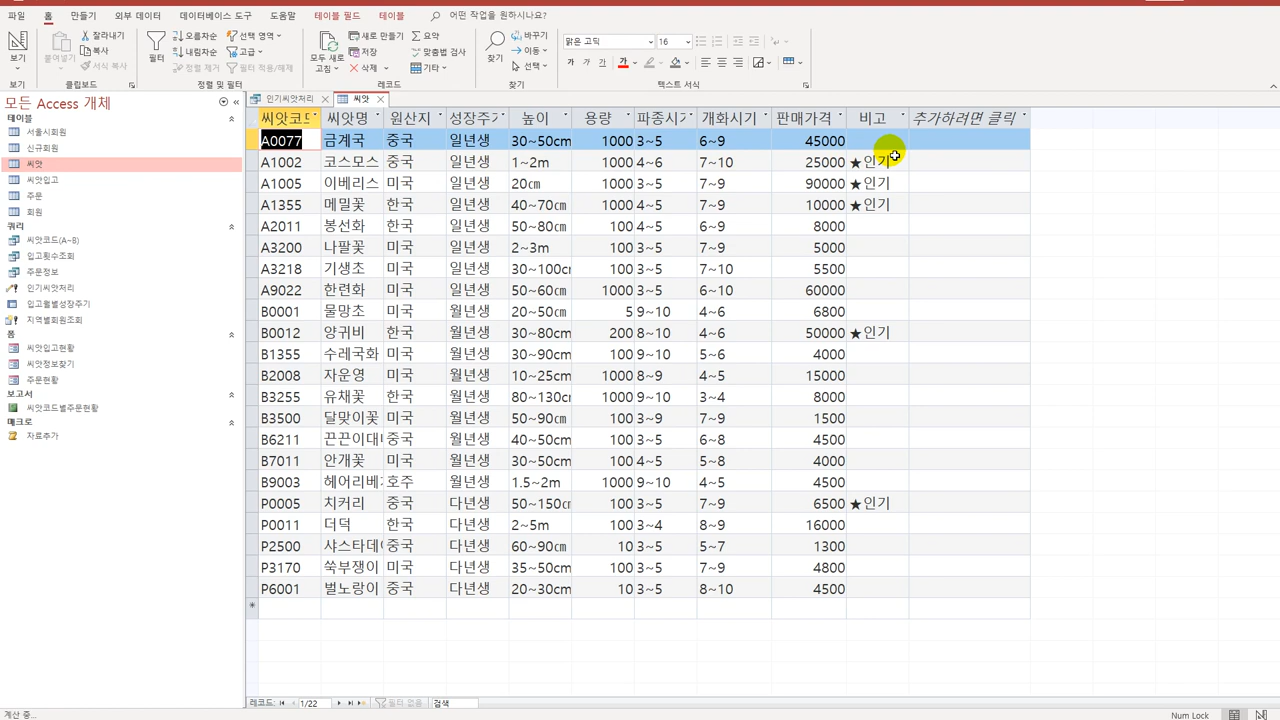 파일 홈 만들기 외부 데이터 데이터베이스 도구 도움말 테이블 필드 테이블 어떤 작업을 원하시나요?
보기 붙여넣기 잘라내기 복사 서식 복사 필터 오름차순 내림차순 정렬 제거 선택 영역 고급 필터 적용/해제 모두 새로 고침 새로 만들기 저장 삭제 요약 맞춤법 검사 기타 찾기 바꾸기 이동 선택 맑은 고딕 16 가 가 가 가
보기 클립보드 정렬 및 필터 레코드 찾기 텍스트 서식
모든 Access 개체
테이블
서울시회원
신규회원
씨앗
씨앗입고
주문
회원
쿼리
씨앗코드(A~B)
입고횟수조회
주문정보
인기씨앗처리
입고월별성장주기
지역별회원조회
폼
씨앗입고현황
씨앗정보찾기
주문현황
보고서
씨앗코드별주문현황
매크로
자료추가
인기씨앗처리 씨앗
씨앗코드 씨앗명 원산지 성장주기 높이 용량 파종시기 개화시기 판매가격 비고 추가하려면 클릭
A0077 금계국 중국 일년생 30~50cm 1000 3~5 6~9 45000
A1002 코스모스 중국 일년생 1~2m 1000 4~6 7~10 25000 ★인기
A1005 이베리스 미국 일년생 20㎝ 1000 3~5 7~9 90000 ★인기
A1355 메밀꽃 한국 일년생 40~70㎝ 1000 4~5 7~9 10000 ★인기
A2011 봉선화 한국 일년생 50~80㎝ 100 4~5 6~9 8000
A3200 나팔꽃 미국 일년생 2~3m 100 3~5 7~9 5000
A3218 기생초 미국 일년생 30~100cm 100 3~5 7~10 5500
A9022 한련화 미국 일년생 50~60㎝ 1000 3~5 6~10 60000
B0001 물망초 미국 월년생 20~50㎝ 5 9~10 4~6 6800
B0012 양귀비 한국 월년생 30~80㎝ 200 8~10 4~6 50000 ★인기
B1355 수레국화 미국 월년생 30~90㎝ 100 9~10 5~6 4000
B2008 자운영 미국 월년생 10~25cm 1000 8~9 4~5 15000
B3255 유채꽃 한국 월년생 80~130㎝ 1000 9~10 3~4 8000
B3500 달맞이꽃 미국 월년생 50~90㎝ 100 3~9 7~9 1500
B6211 끈끈이대 중국 월년생 40~50㎝ 100 3~5 6~8 4500
B7011 안개꽃 미국 월년생 30~50㎝ 100 4~5 5~8 4000
B9003 헤어리베 호주 월년생 1.5~2m 1000 9~10 4~5 4500
P0005 치커리 중국 다년생 50~150㎝ 100 3~5 7~9 6500 ★인기
P0011 더덕 한국 다년생 2~5m 100 3~4 8~9 16000
P2500 샤스타데 중국 다년생 60~90㎝ 10 3~5 5~7 1300
P3170 쑥부쟁이 미국 다년생 35~50㎝ 100 3~5 7~9 4800
P6001 벌노랑이 중국 다년생 20~30㎝ 10 3~5 8~10 4500
레코드: 1/22 필터 없음 검색
계산 중... Num Lock